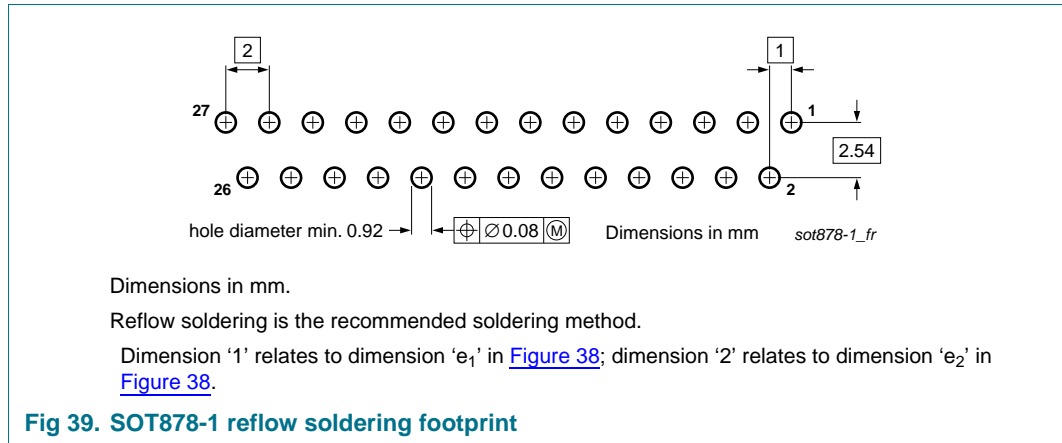 2
1
27
1
2.54
26
2
hole diameter min. 0.92
∅ 0.08 Ⓜ
Dimensions in mm
sot878-1_fr
Dimensions in mm.
Reflow soldering is the recommended soldering method.
Dimension ‘1’ relates to dimension ‘e1’ in Figure 38; dimension ‘2’ relates to dimension ‘e2’ in
Figure 38.
Fig 39. SOT878-1 reflow soldering footprint